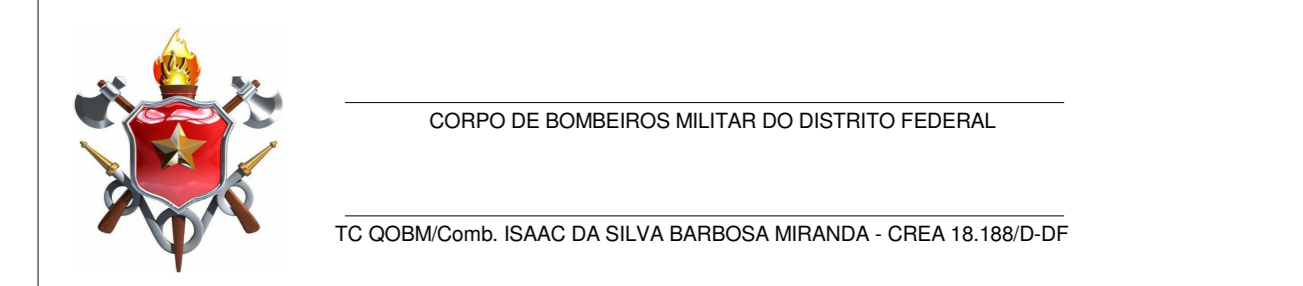 CORPO DE BOMBEIROS MILITAR DO DISTRITO FEDERAL
TC QOBM/Comb. ISAAC DA SILVA BARBOSA MIRANDA - CREA 18.188/D-DF